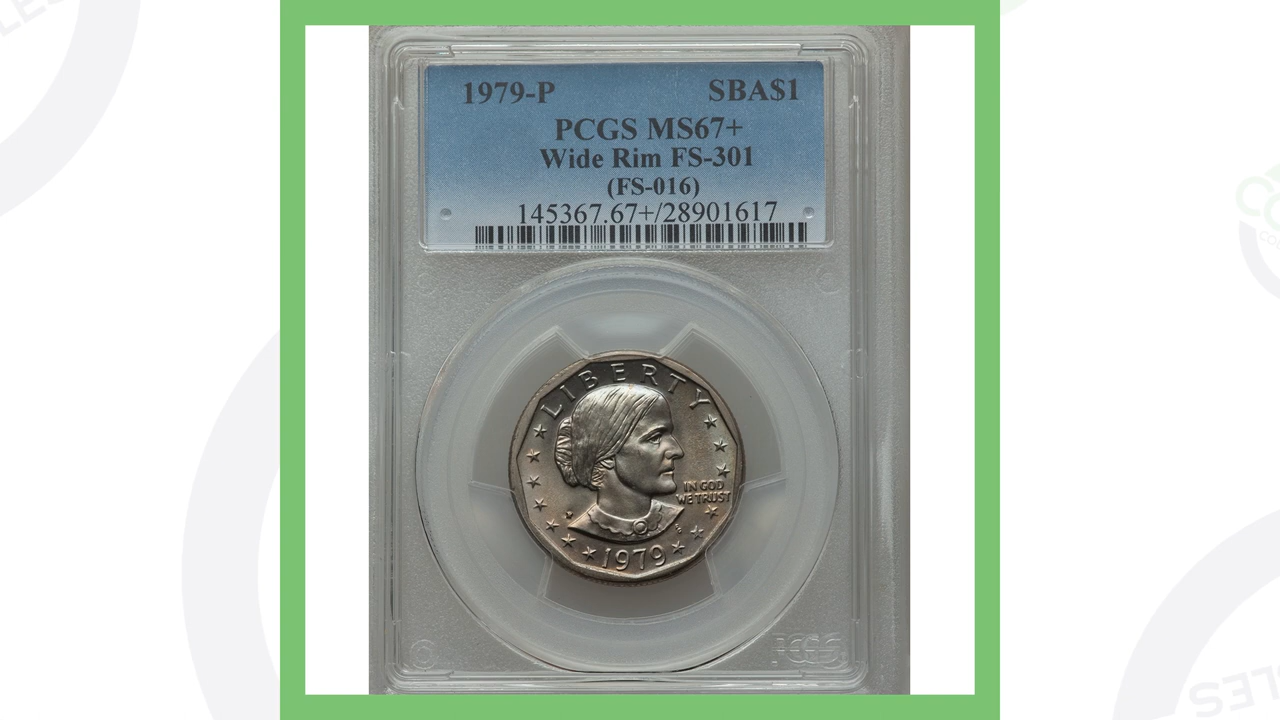 1979-P SBA$1
PCGS MS67+
Wide Rim FS-301
(FS-016)
145367.67+/28901617
LIBERTY
IN GOD
WE TRUST
P
1979
PCGS